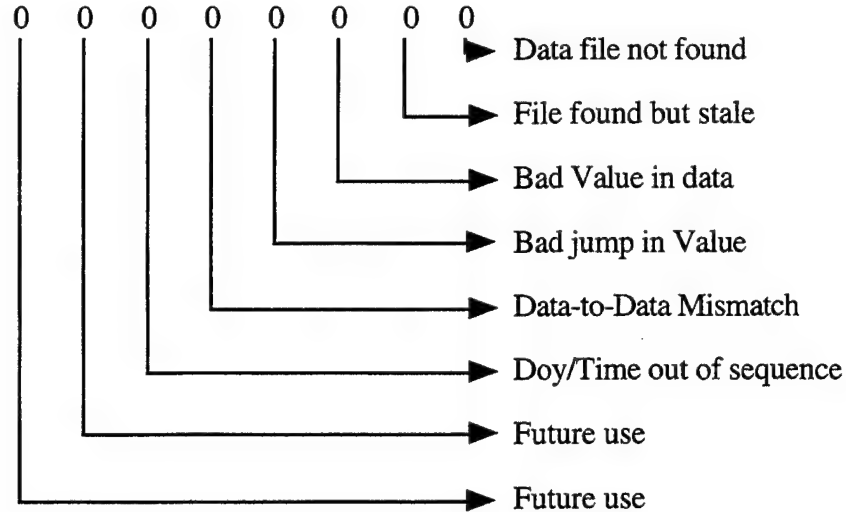 0 0 0 0 0 0 0 0
Data file not found
File found but stale
Bad Value in data
Bad jump in Value
Data-to-Data Mismatch
Doy/Time out of sequence
Future use
Future use